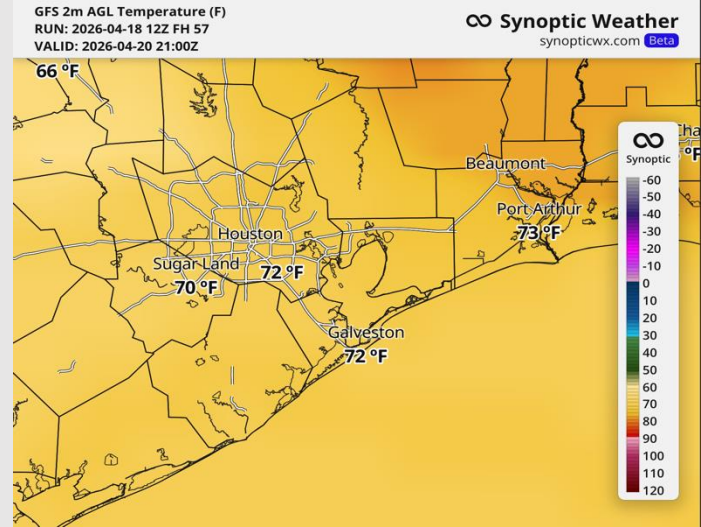 GFS 2m AGL Temperature (F)
RUN: 2026-04-18 12Z FH 57
VALID: 2026-04-20 21:00Z
Synoptic Weather
synopticwx.com Beta
66 °F
Cha
°F
Beaumont
Port Arthur
73 °F
Houston
Sugar Land
72 °F
70 °F
Galveston
72 °F
Synoptic
-60
-50
-40
-30
-20
-10
0
10
20
30
40
50
60
70
80
90
100
110
120